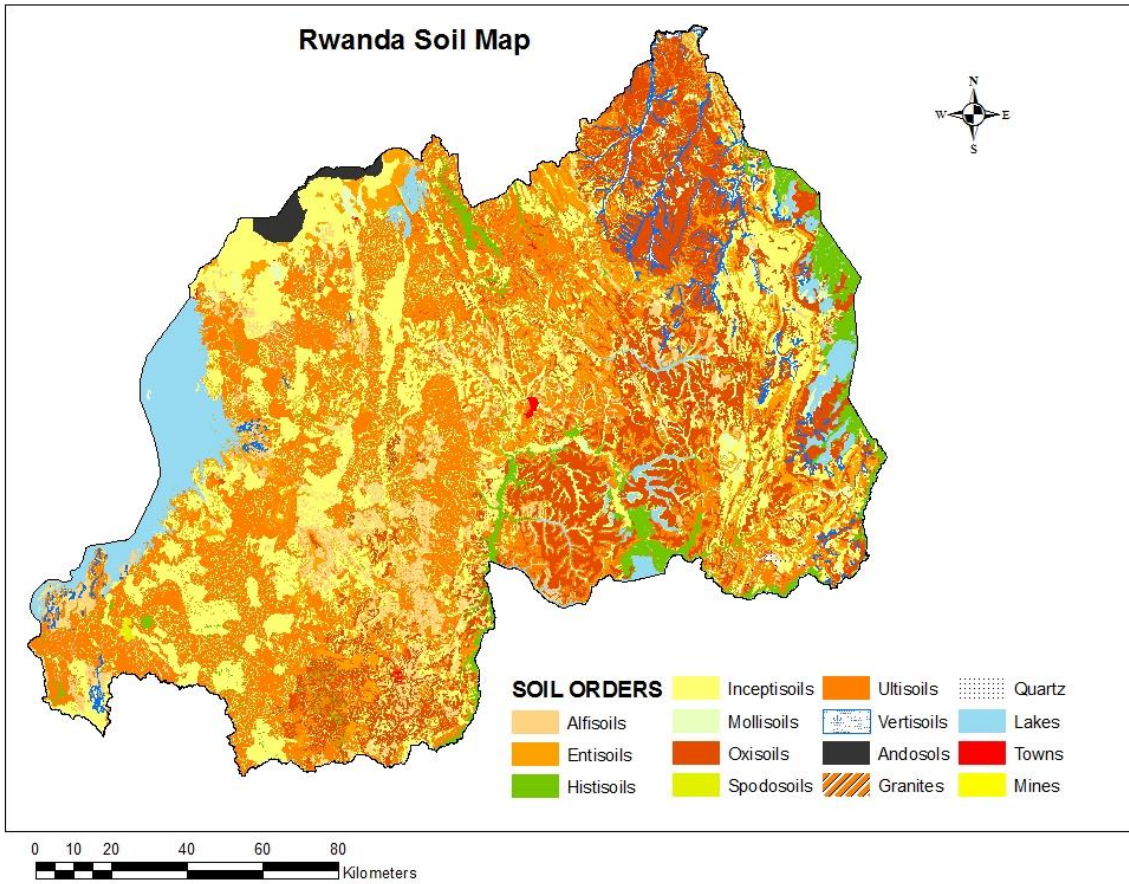 Rwanda Soil Map
N
W E
S
SOIL ORDERS
Alfisoils
Entisoils
Histisoils
Inceptisoils
Mollisoils
Oxisoils
Spodosoils
Ultisoils
Vertisoils
Andosols
Granites
Quartz
Lakes
Towns
Mines
0 10 20 40 60 80
Kilometers